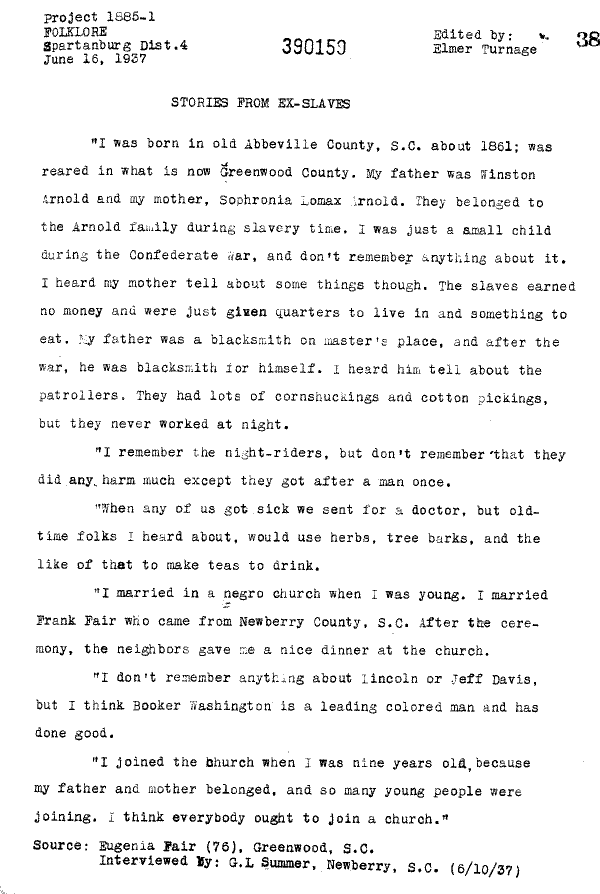 Project 1885-1
FOLKLORE
Spartanburg Dist.4
June 16, 1937
390150
Edited by:
Elmer Turnage
38
STORIES FROM EX-SLAVES
"I was born in old Abbeville County, S.C. about 1861; was
reared in what is now Greenwood County. My father was Winston
Arnold and my mother, Sophronia Lomax Arnold. They belonged to
the Arnold family during slavery time. I was just a small child
during the Confederate War, and don't remember anything about it.
I heard my mother tell about some things though. The slaves earned
no money and were just given quarters to live in and something to
eat. My father was a blacksmith on master's place, and after the
war, he was blacksmith for himself. I heard him tell about the
patrollers. They had lots of cornshuckings and cotton pickings,
but they never worked at night.
"I remember the night-riders, but don't remember that they
did any harm much except they got after a man once.
"When any of us got sick we sent for a doctor, but old-
time folks I heard about, would use herbs, tree barks, and the
like of that to make teas to drink.
"I married in a negro church when I was young. I married
Frank Fair who came from Newberry County, S.C. After the cere-
mony, the neighbors gave me a nice dinner at the church.
"I don't remember anything about Lincoln or Jeff Davis,
but I think Booker Washington is a leading colored man and has
done good.
"I joined the church when I was nine years old, because
my father and mother belonged, and so many young people were
joining. I think everybody ought to join a church."
Source: Eugenia Fair (76), Greenwood, S.C.
Interviewed By: G.L Summer, Newberry, S.C. (6/10/37)